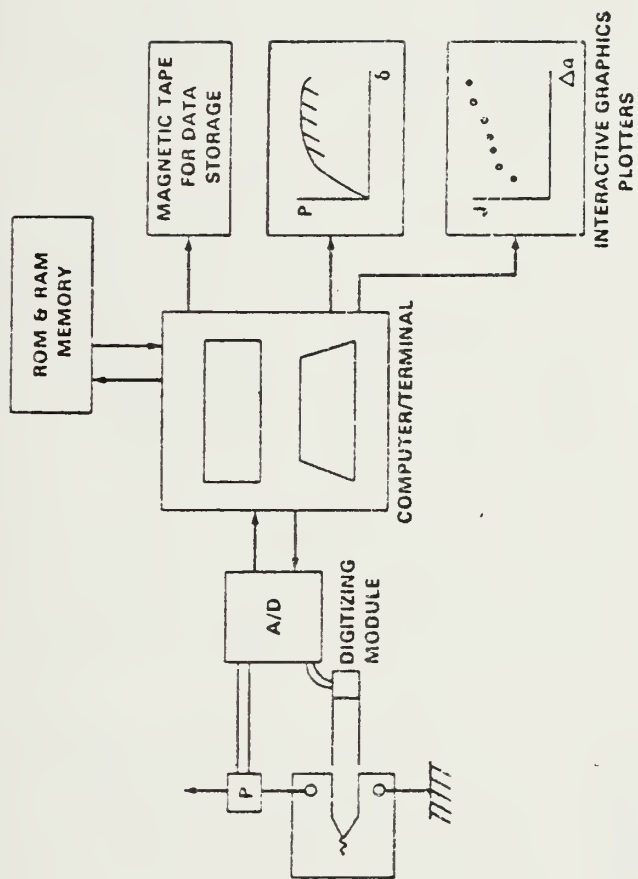 ROM & RAM
MEMORY
MAGNETIC TAPE
FOR DATA
STORAGE
P
δ
J
Δa
INTERACTIVE GRAPHICS
PLOTTERS
COMPUTER/TERMINAL
A/D
DIGITIZING
MODULE
P